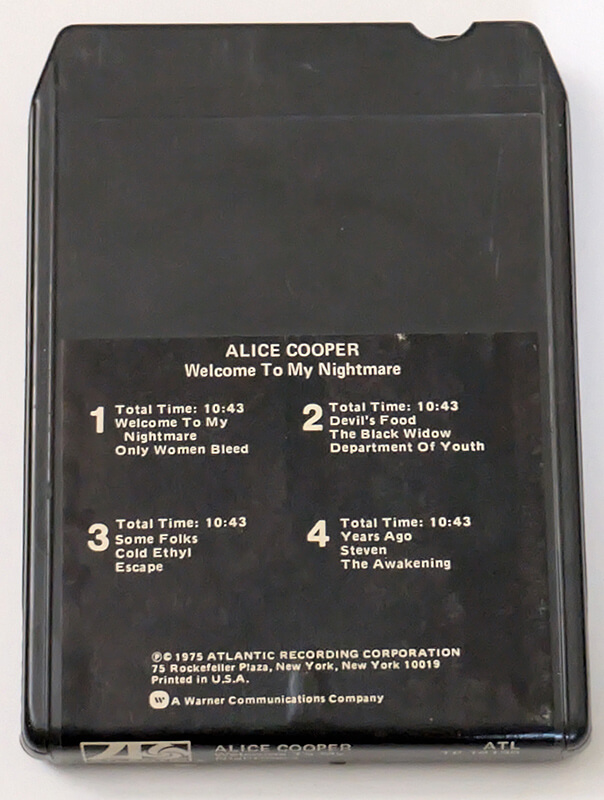 ALICE COOPER
Welcome To My Nightmare
1 Total Time: 10:43
Welcome To My
Nightmare
Only Women Bleed
2 Total Time: 10:43
Devil's Food
The Black Widow
Department Of Youth
3 Total Time: 10:43
Some Folks
Cold Ethyl
Escape
4 Total Time: 10:43
Years Ago
Steven
The Awakening
℗© 1975 ATLANTIC RECORDING CORPORATION
75 Rockefeller Plaza, New York, New York 10019
Printed in U.S.A.
W A Warner Communications Company
ALICE COOPER
ATL